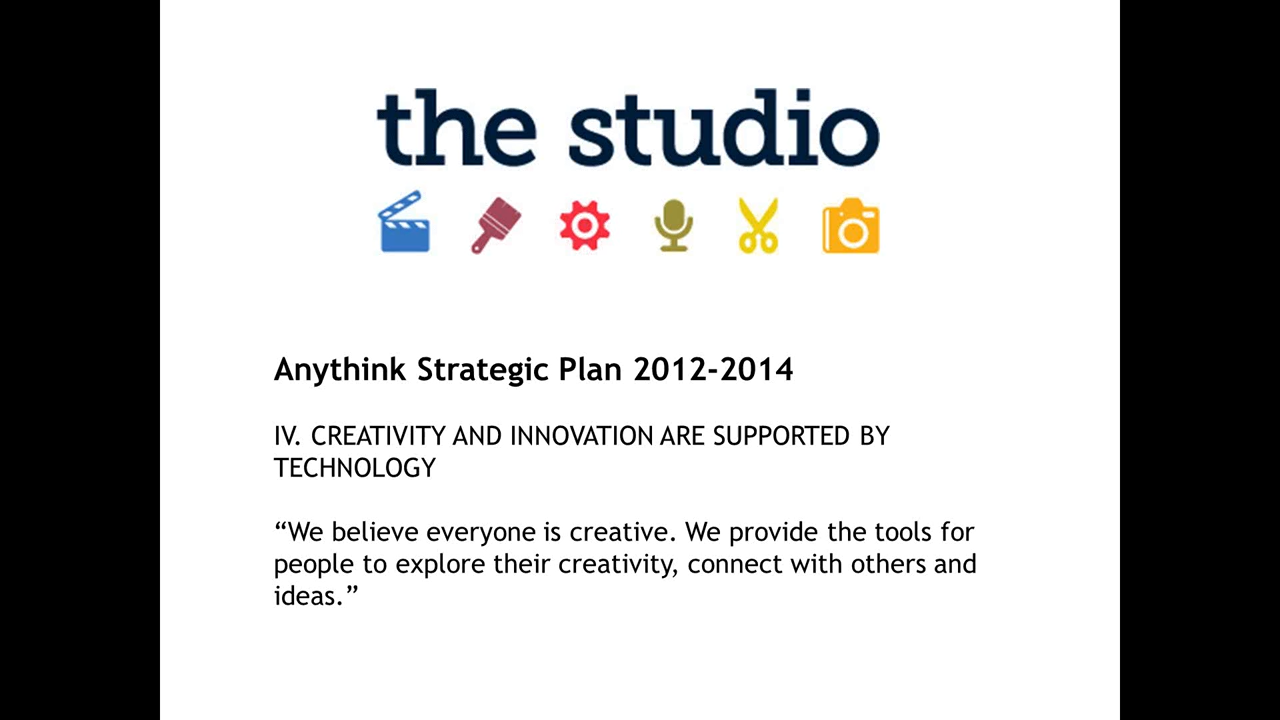 the studio
Anythink Strategic Plan 2012-2014
IV. CREATIVITY AND INNOVATION ARE SUPPORTED BY
TECHNOLOGY
“We believe everyone is creative. We provide the tools for
people to explore their creativity, connect with others and
ideas.”